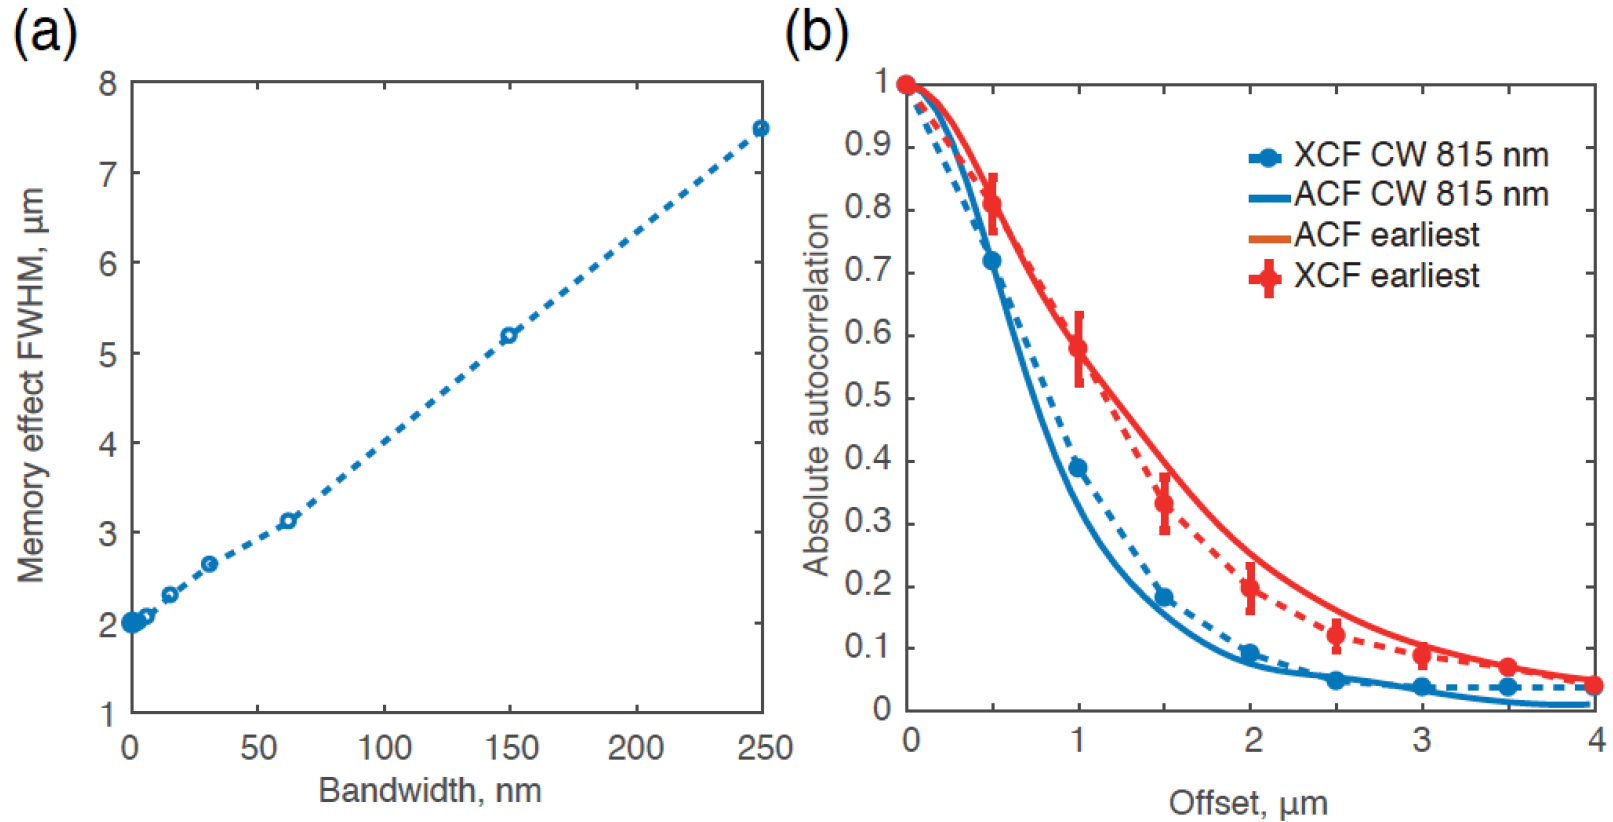 (a)
8
7
6
5
4
3
2
1
Memory effect FWHM, µm
0 50 100 150 200 250
Bandwidth, nm
(b)
1
0.9
0.8
0.7
0.6
0.5
0.4
0.3
0.2
0.1
0
Absolute autocorrelation
XCF CW 815 nm
ACF CW 815 nm
ACF earliest
XCF earliest
0 1 2 3 4
Offset, µm